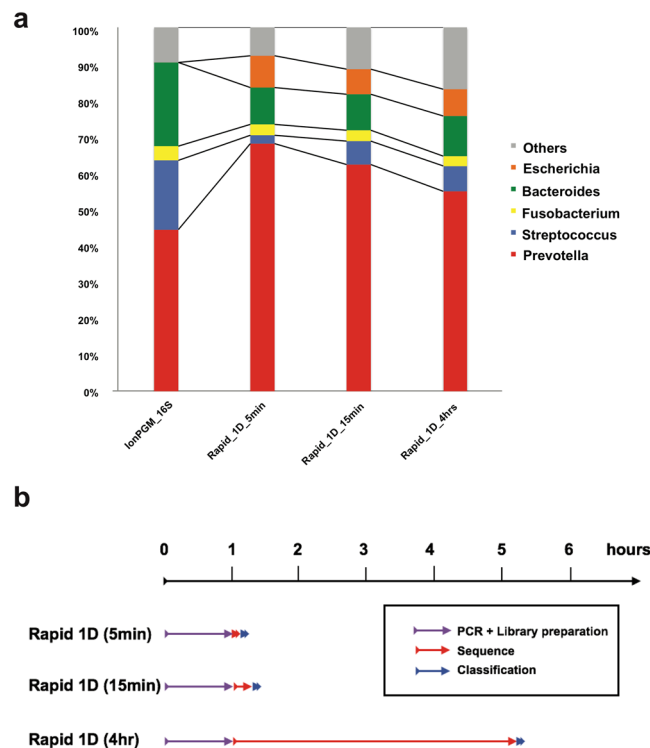 a
100%
90%
80%
70%
60%
50%
40%
30%
20%
10%
0%
Others
Escherichia
Bacteroides
Fusobacterium
Streptococcus
Prevotella
IonPGM_16S
Rapid_1D_5min
Rapid_1D_15min
Rapid_1D_4hrs
b
0 1 2 3 4 5 6 hours
PCR + Library preparation
Sequence
Classification
Rapid 1D (5min)
Rapid 1D (15min)
Rapid 1D (4hr)